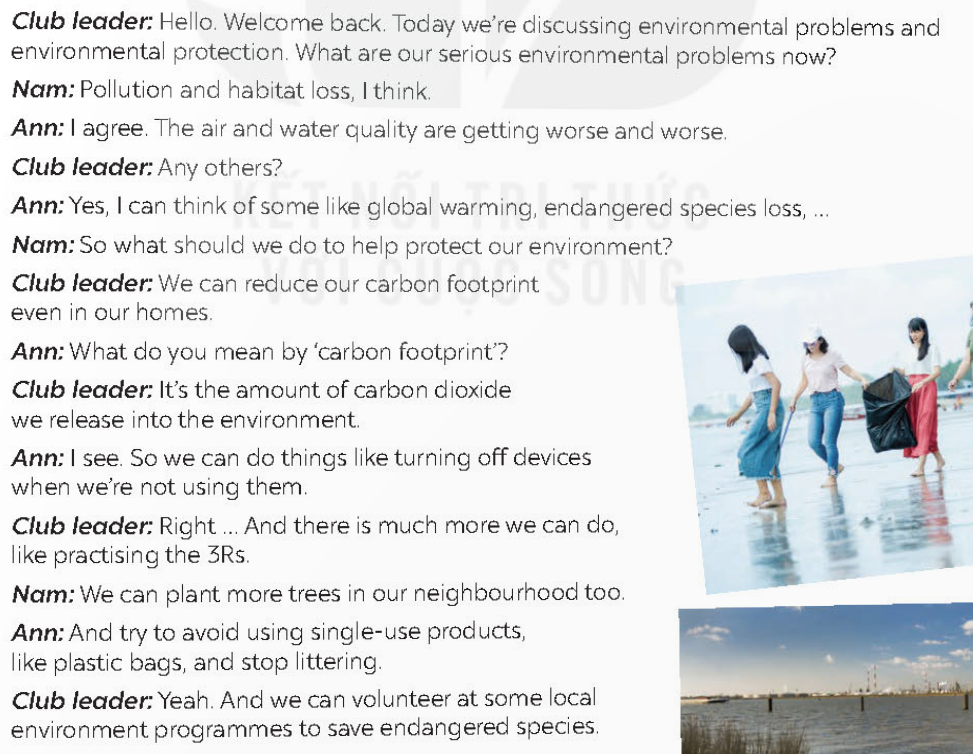 Club leader: Hello. Welcome back. Today we're discussing environmental problems and
environmental protection. What are our serious environmental problems now?
Nam: Pollution and habitat loss, I think.
Ann: I agree. The air and water quality are getting worse and worse.
Club leader: Any others?
KẾT NỐI TRI THỨC
Ann: Yes, I can think of some like global warming, endangered species loss, ...
Nam: So what should we do to help protect our environment?
VỚI CUỘC SỐNG
Club leader: We can reduce our carbon footprint
even in our homes.
Ann: What do you mean by 'carbon footprint'?
Club leader: It's the amount of carbon dioxide
we release into the environment.
Ann: I see. So we can do things like turning off devices
when we're not using them.
Club leader: Right ... And there is much more we can do,
like practising the 3Rs.
Nam: We can plant more trees in our neighbourhood too.
Ann: And try to avoid using single-use products,
like plastic bags, and stop littering.
Club leader: Yeah. And we can volunteer at some local
environment programmes to save endangered species.